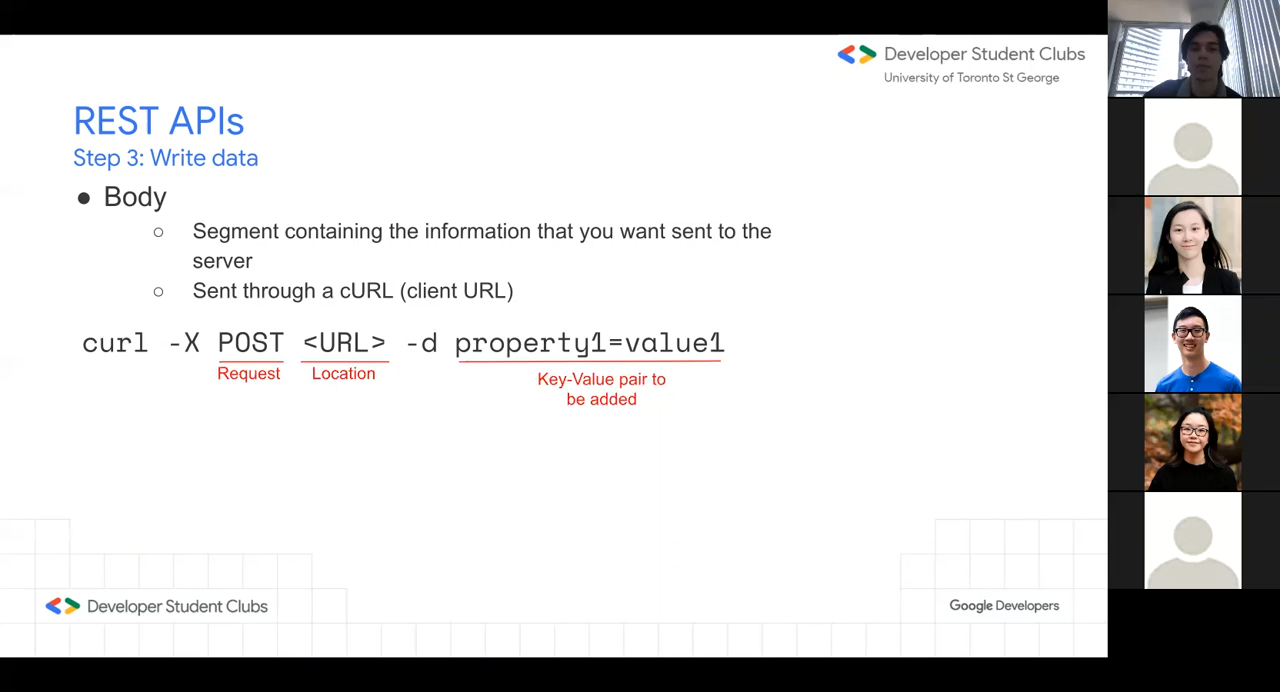 Developer Student Clubs
University of Toronto St George
REST APIs
Step 3: Write data
● Body
○ Segment containing the information that you want sent to the
server
○ Sent through a cURL (client URL)
curl -X POST <URL> -d property1=value1
Request Location Key-Value pair to
be added
Developer Student Clubs
Google Developers